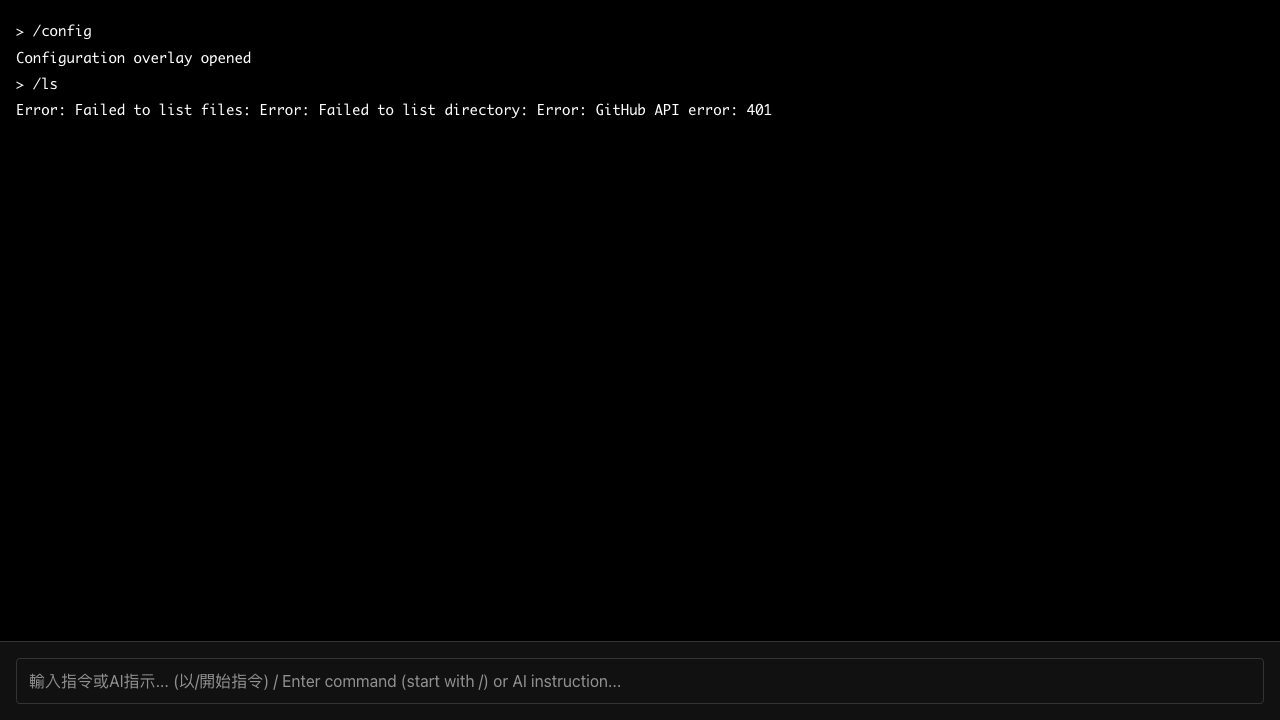 > /config
Configuration overlay opened
> /ls
Error: Failed to list files: Error: Failed to list directory: Error: GitHub API error: 401
輸入指令或AI指示... (以/開始指令) / Enter command (start with /) or AI instruction...